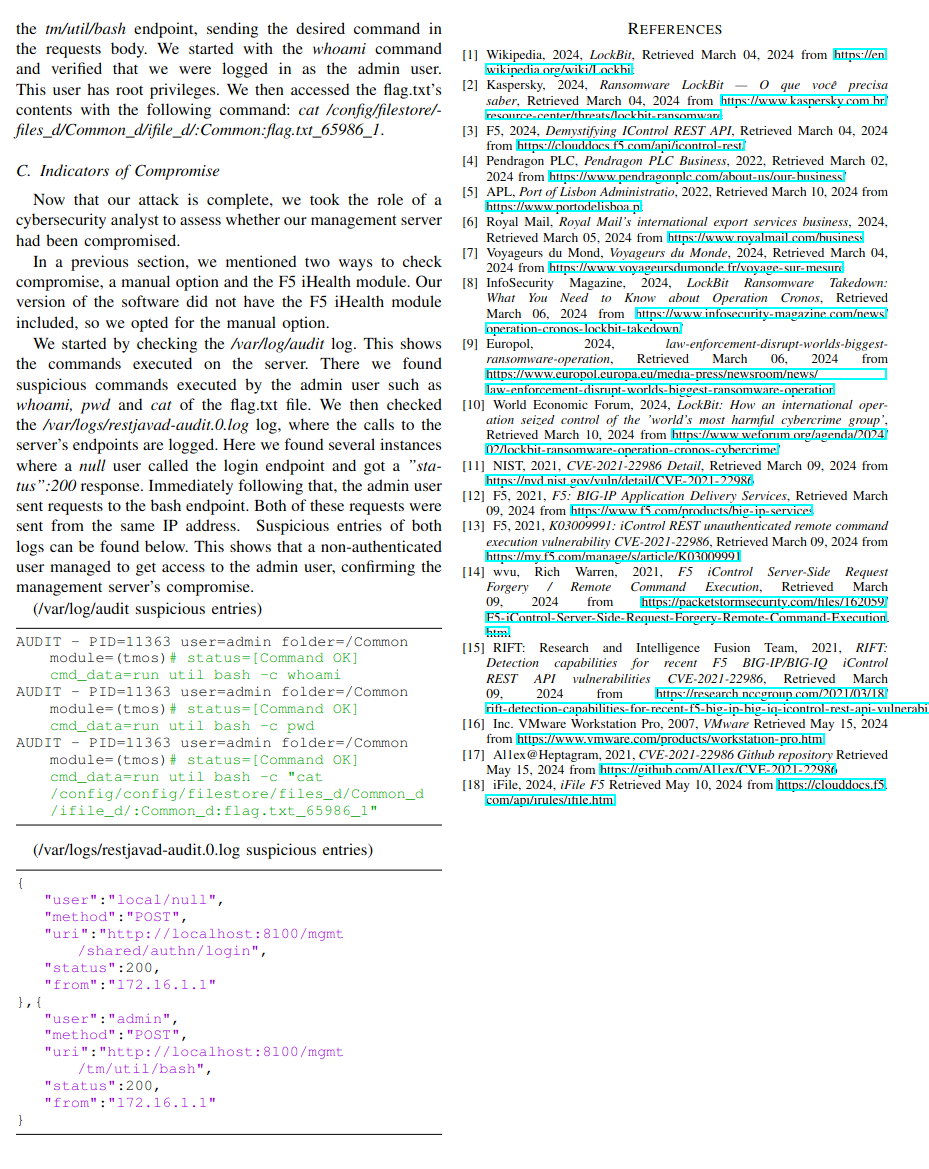 the tm/util/bash endpoint, sending the desired command in
the requests body. We started with the whoami command
and verified that we were logged in as the admin user.
This user has root privileges. We then accessed the flag.txt's
contents with the following command: cat /config/filestore/-
files_d/Common_d/ifile_d/:Common:flag.txt_65986_1.
C. Indicators of Compromise
Now that our attack is complete, we took the role of a
cybersecurity analyst to assess whether our management server
had been compromised.
In a previous section, we mentioned two ways to check
compromise, a manual option and the F5 iHealth module. Our
version of the software did not have the F5 iHealth module
included, so we opted for the manual option.
We started by checking the /var/log/audit log. This shows
the commands executed on the server. There we found
suspicious commands executed by the admin user such as
whoami, pwd and cat of the flag.txt file. We then checked
the /var/logs/restjavad-audit.0.log log, where the calls to the
server's endpoints are logged. Here we found several instances
where a null user called the login endpoint and got a "sta-
tus":200 response. Immediately following that, the admin user
sent requests to the bash endpoint. Both of these requests were
sent from the same IP address. Suspicious entries of both
logs can be found below. This shows that a non-authenticated
user managed to get access to the admin user, confirming the
management server's compromise.
(/var/log/audit suspicious entries)
AUDIT - PID=11363 user=admin folder=/Common
module=(tmos)# status=[Command OK]
cmd_data=run util bash -c whoami
AUDIT - PID=11363 user=admin folder=/Common
module=(tmos)# status=[Command OK]
cmd_data=run util bash -c pwd
AUDIT - PID=11363 user=admin folder=/Common
module=(tmos)# status=[Command OK]
cmd_data=run util bash -c "cat
/config/config/filestore/files_d/Common_d
/ifile_d/:Common_d:flag.txt_65986_1"
(/var/logs/restjavad-audit.0.log suspicious entries)
{
"user":"local/null",
"method":"POST",
"uri":"http://localhost:8100/mgmt
/shared/authn/login",
"status":200,
"from":"172.16.1.1"
},{
"user":"admin",
"method":"POST",
"uri":"http://localhost:8100/mgmt
/tm/util/bash",
"status":200,
"from":"172.16.1.1"
}
REFERENCES
[1] Wikipedia, 2024, LockBit, Retrieved March 04, 2024 from https://en.
wikipedia.org/wiki/Lockbit
[2] Kaspersky, 2024, Ransomware LockBit — O que você precisa
saber, Retrieved March 04, 2024 from https://www.kaspersky.com.br/
resource-center/threats/lockbit-ransomware
[3] F5, 2024, Demystifying IControl REST API, Retrieved March 04, 2024
from https://clouddocs.f5.com/api/icontrol-rest/
[4] Pendragon PLC, Pendragon PLC Business, 2022, Retrieved March 02,
2024 from https://www.pendragonplc.com/about-us/our-business/
[5] APL, Port of Lisbon Administratio, 2022, Retrieved March 10, 2024 from
https://www.portodelisboa.pt
[6] Royal Mail, Royal Mail's international export services business, 2024,
Retrieved March 05, 2024 from https://www.royalmail.com/business
[7] Voyageurs du Mond, Voyageurs du Monde, 2024, Retrieved March 04,
2024 from https://www.voyageursdumonde.fr/voyage-sur-mesure
[8] InfoSecurity Magazine, 2024, LockBit Ransomware Takedown:
What You Need to Know about Operation Cronos, Retrieved
March 06, 2024 from https://www.infosecurity-magazine.com/news/
operation-cronos-lockbit-takedown/
[9] Europol, 2024, law-enforcement-disrupt-worlds-biggest-
ransomware-operation, Retrieved March 06, 2024 from
https://www.europol.europa.eu/media-press/newsroom/news/
law-enforcement-disrupt-worlds-biggest-ransomware-operation
[10] World Economic Forum, 2024, LockBit: How an international oper-
ation seized control of the 'world's most harmful cybercrime group',
Retrieved March 10, 2024 from https://www.weforum.org/agenda/2024/
02/lockbit-ransomware-operation-cronos-cybercrime/
[11] NIST, 2021, CVE-2021-22986 Detail, Retrieved March 09, 2024 from
https://nvd.nist.gov/vuln/detail/CVE-2021-22986
[12] F5, 2021, F5: BIG-IP Application Delivery Services, Retrieved March
09, 2024 from https://www.f5.com/products/big-ip-services
[13] F5, 2021, K03009991: iControl REST unauthenticated remote command
execution vulnerability CVE-2021-22986, Retrieved March 09, 2024 from
https://my.f5.com/manage/s/article/K03009991
[14] wvu, Rich Warren, 2021, F5 iControl Server-Side Request
Forgery / Remote Command Execution, Retrieved March
09, 2024 from https://packetstormsecurity.com/files/162059/
F5-iControl-Server-Side-Request-Forgery-Remote-Command-Execution.
html
[15] RIFT: Research and Intelligence Fusion Team, 2021, RIFT:
Detection capabilities for recent F5 BIG-IP/BIG-IQ iControl
REST API vulnerabilities CVE-2021-22986, Retrieved March
09, 2024 from https://research.nccgroup.com/2021/03/18/
rift-detection-capabilities-for-recent-f5-big-ip-big-iq-icontrol-rest-api-vulnerabi
[16] Inc. VMware Workstation Pro, 2007, VMware Retrieved May 15, 2024
from https://www.vmware.com/products/workstation-pro.html
[17] Al1ex@Heptagram, 2021, CVE-2021-22986 Github repository Retrieved
May 15, 2024 from https://github.com/Al1ex/CVE-2021-22986
[18] iFile, 2024, iFile F5 Retrieved May 10, 2024 from https://clouddocs.f5.
com/api/irules/ifile.html